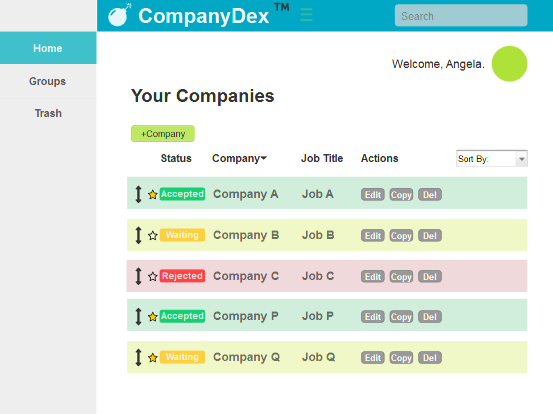 CompanyDex™
Search
Home
Groups
Trash
Welcome, Angela.
Your Companies
+Company
Status Company Job Title Actions Sort By:
Accepted Company A Job A Edit Copy Del
Waiting Company B Job B Edit Copy Del
Rejected Company C Job C Edit Copy Del
Accepted Company P Job P Edit Copy Del
Waiting Company Q Job Q Edit Copy Del